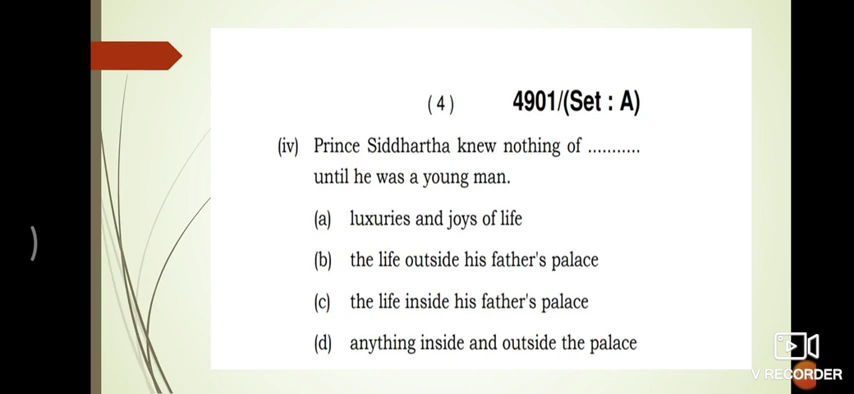 ( 4 ) 4901/(Set : A)
(iv) Prince Siddhartha knew nothing of ...........
until he was a young man.
(a) luxuries and joys of life
(b) the life outside his father's palace
(c) the life inside his father's palace
(d) anything inside and outside the palace
V RECORDER